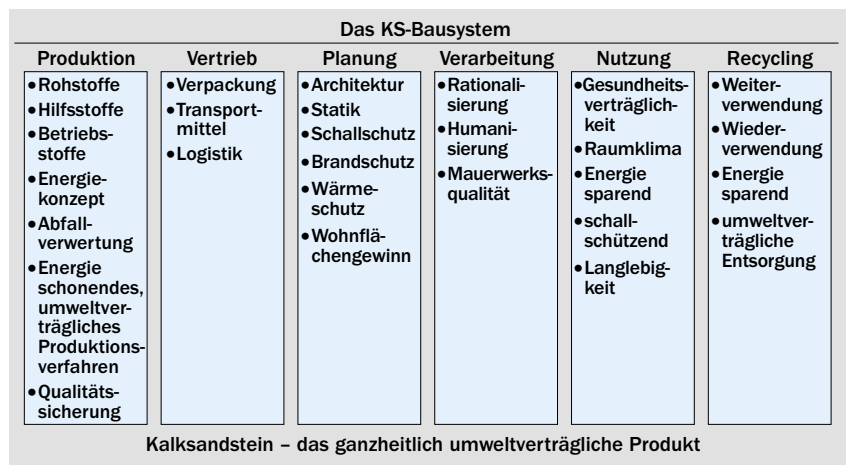 Das KS-Bausystem
Produktion
•Rohstoffe
•Hilfsstoffe
•Betriebs-
stoffe
•Energie-
konzept
•Abfall-
verwertung
•Energie
schonendes,
umweltver-
trägliches
Produktions-
verfahren
•Qualitäts-
sicherung
Vertrieb
•Verpackung
•Transport-
mittel
•Logistik
Planung
•Architektur
•Statik
•Schallschutz
•Brandschutz
•Wärme-
schutz
•Wohnflä-
chengewinn
Verarbeitung
•Rationali-
sierung
•Humani-
sierung
•Mauerwerks-
qualität
Nutzung
•Gesundheits-
verträglich-
keit
•Raumklima
•Energie
sparend
•schall-
schützend
•Langlebig-
keit
Recycling
•Weiter-
verwendung
•Wieder-
verwendung
•Energie
sparend
•umweltver-
trägliche
Entsorgung
Kalksandstein – das ganzheitlich umweltverträgliche Produkt